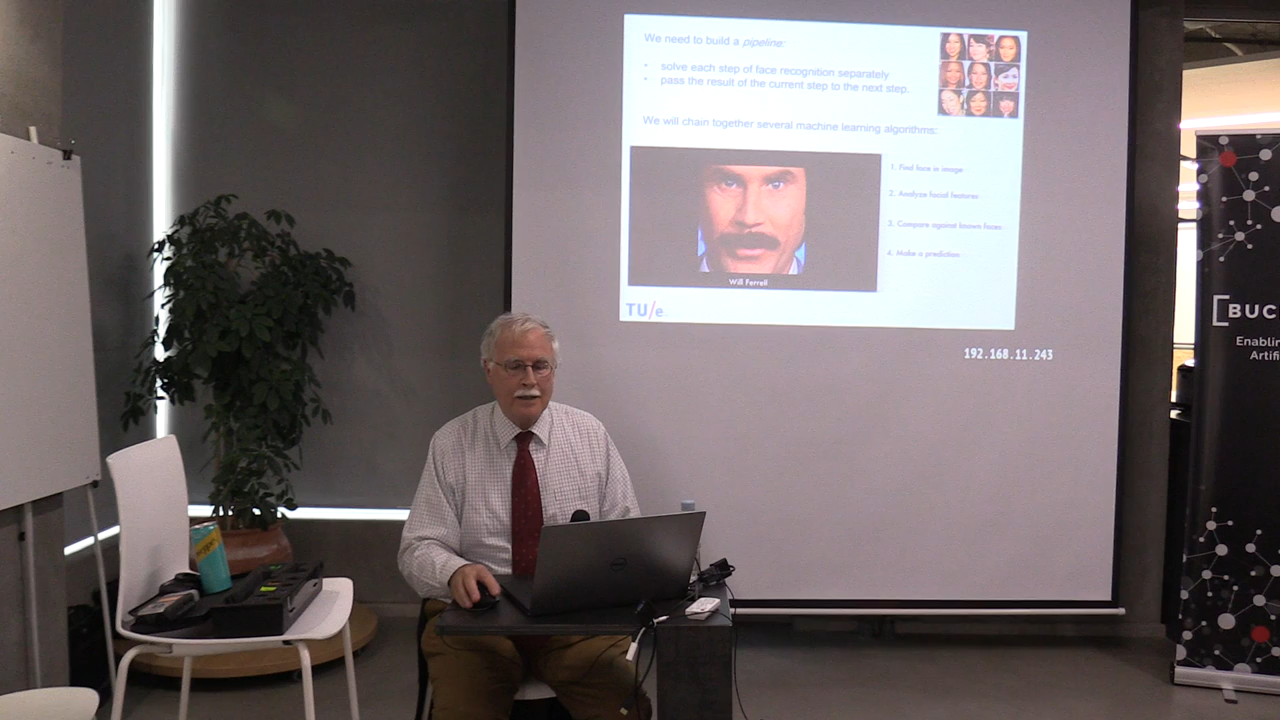 We need to build a pipeline:
• solve each step of face recognition separately
• pass the result of the current step to the next step.
We will chain together several machine learning algorithms:
1. Find face in image
2. Analyze facial features
3. Compare against known faces
4. Make a prediction
Will Ferrell
TU/e
192.168.11.243
[BUC
Enablin
Artifi
DELL